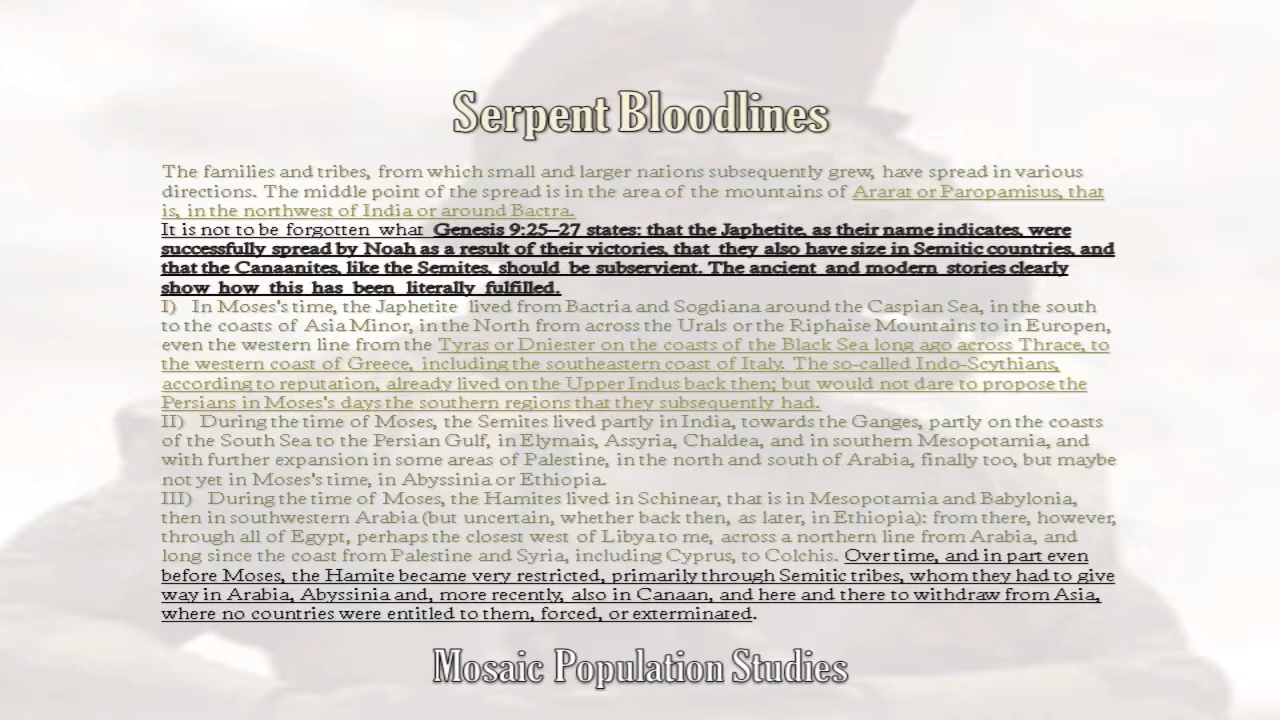 Serpent Bloodlines
The families and tribes, from which small and larger nations subsequently grew, have spread in various
directions. The middle point of the spread is in the area of the mountains of Ararat or Paropamisus, that
is, in the northwest of India or around Bactra.
It is not to be forgotten what Genesis 9:25–27 states: that the Japhetite, as their name indicates, were
successfully spread by Noah as a result of their victories, that they also have size in Semitic countries, and
that the Canaanites, like the Semites, should be subservient. The ancient and modern stories clearly
show how this has been literally fulfilled.
I) In Moses's time, the Japhetite lived from Bactria and Sogdiana around the Caspian Sea, in the south
to the coasts of Asia Minor, in the North from across the Urals or the Riphaise Mountains to in Europen,
even the western line from the Tyras or Dniester on the coasts of the Black Sea long ago across Thrace, to
the western coast of Greece, including the southeastern coast of Italy. The so-called Indo-Scythians,
according to reputation, already lived on the Upper Indus back then; but would not dare to propose the
Persians in Moses's days the southern regions that they subsequently had.
II) During the time of Moses, the Semites lived partly in India, towards the Ganges, partly on the coasts
of the South Sea to the Persian Gulf, in Elymais, Assyria, Chaldea, and in southern Mesopotamia, and
with further expansion in some areas of Palestine, in the north and south of Arabia, finally too, but maybe
not yet in Moses's time, in Abyssinia or Ethiopia.
III) During the time of Moses, the Hamites lived in Schinear, that is in Mesopotamia and Babylonia,
then in southwestern Arabia (but uncertain, whether back then, as later, in Ethiopia): from there, however,
through all of Egypt, perhaps the closest west of Libya to me, across a northern line from Arabia, and
long since the coast from Palestine and Syria, including Cyprus, to Colchis. Over time, and in part even
before Moses, the Hamite became very restricted, primarily through Semitic tribes, whom they had to give
way in Arabia, Abyssinia and, more recently, also in Canaan, and here and there to withdraw from Asia,
where no countries were entitled to them, forced, or exterminated.
Mosaic Population Studies